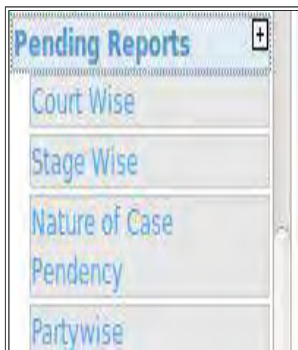 Pending Reports +
Court Wise
Stage Wise
Nature of Case
Pendency
Partywise